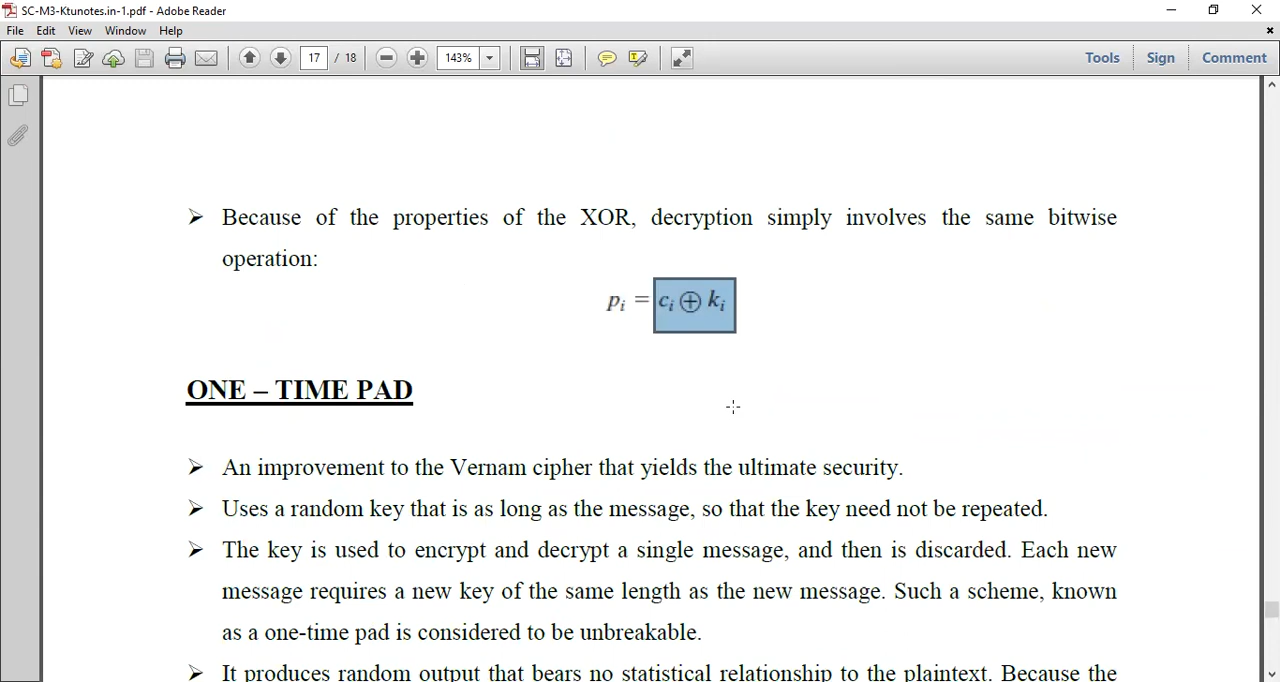 SC-M3-Ktunotes.in-1.pdf - Adobe Reader
File Edit View Window Help
17 / 18 143% Tools Sign Comment
➢ Because of the properties of the XOR, decryption simply involves the same bitwise
operation:
pᵢ = cᵢ ⊕ kᵢ
ONE – TIME PAD
➢ An improvement to the Vernam cipher that yields the ultimate security.
➢ Uses a random key that is as long as the message, so that the key need not be repeated.
➢ The key is used to encrypt and decrypt a single message, and then is discarded. Each new
message requires a new key of the same length as the new message. Such a scheme, known
as a one-time pad is considered to be unbreakable.
➢ It produces random output that bears no statistical relationship to the plaintext. Because the